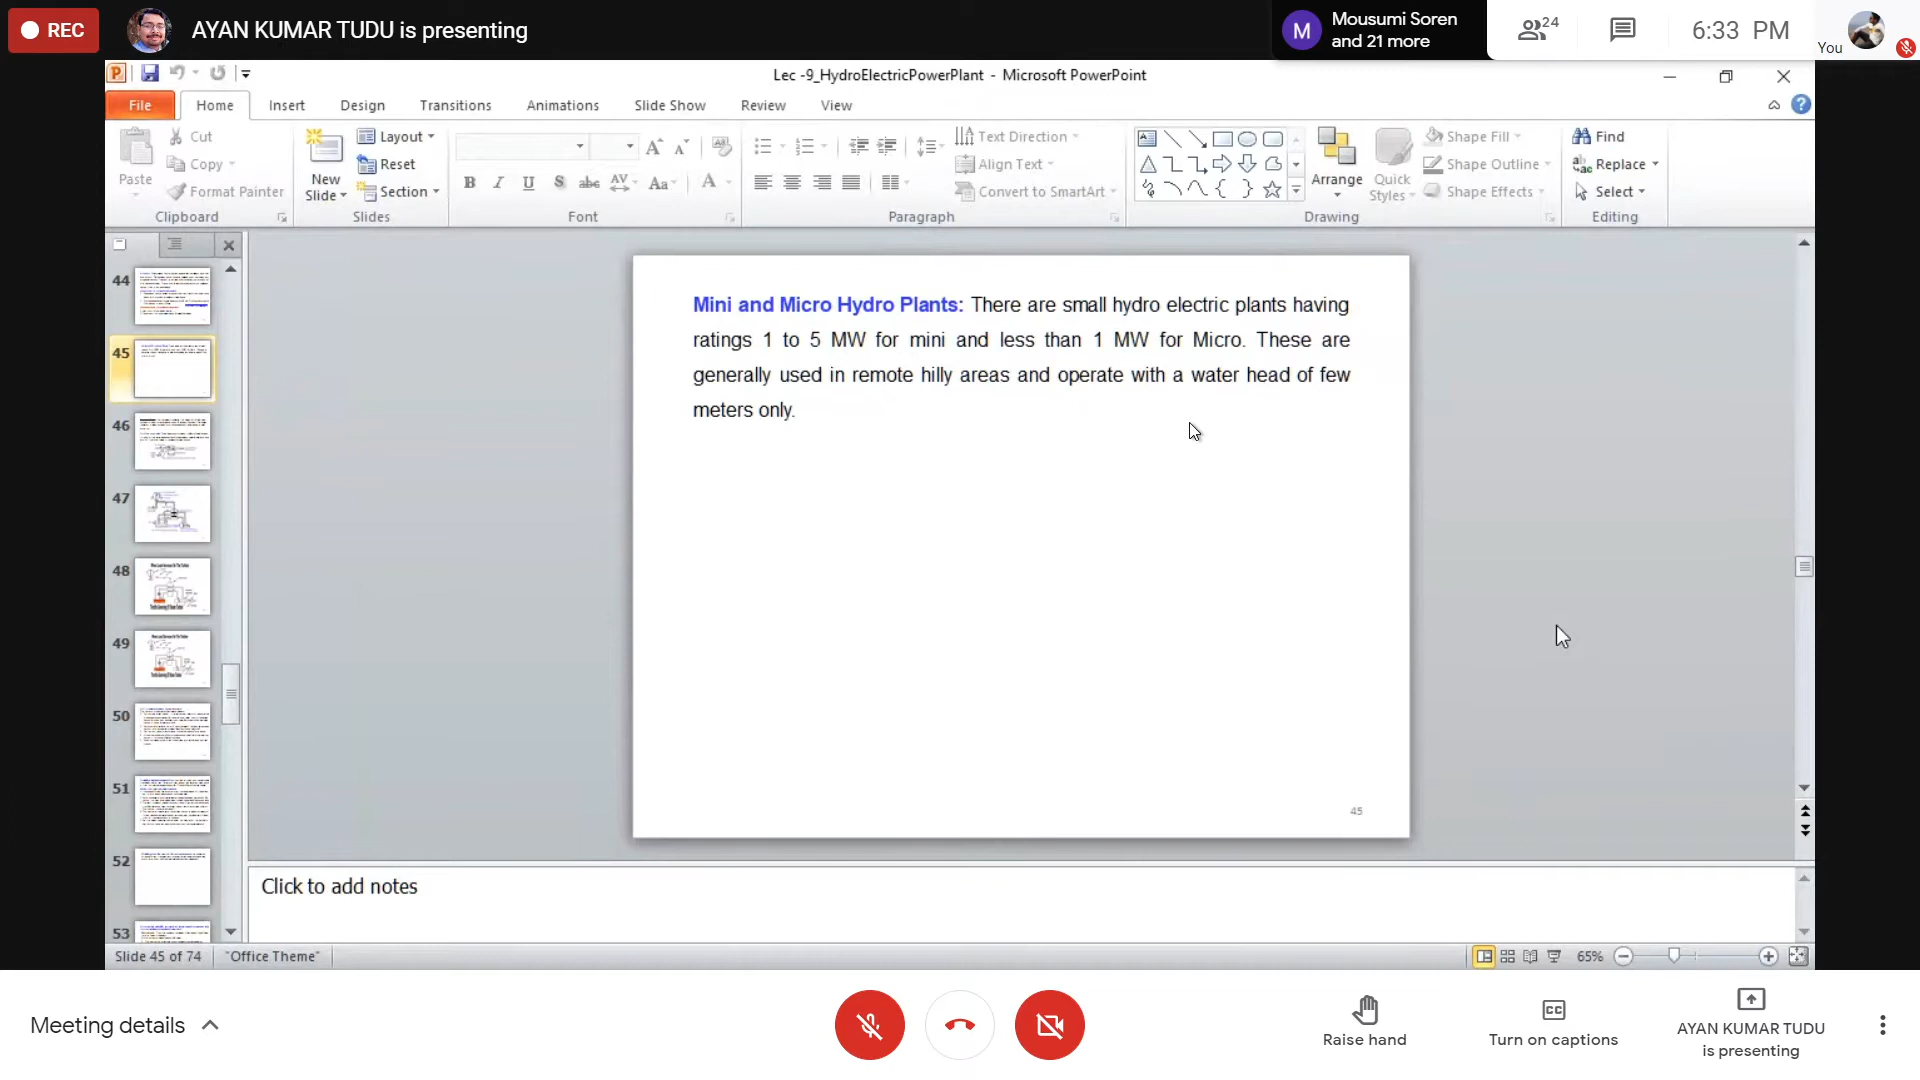 REC
AYAN KUMAR TUDU is presenting
M
Mousumi Soren
and 21 more
24
6:33 PM
You
Lec -9_HydroElectricPowerPlant - Microsoft PowerPoint
File
Home
Insert
Design
Transitions
Animations
Slide Show
Review
View
Paste
Cut
Copy
Format Painter
Clipboard
New
Slide
Layout
Reset
Section
Slides
Font
Text Direction
Align Text
Convert to SmartArt
Paragraph
Arrange
Quick
Styles
Shape Fill
Shape Outline
Shape Effects
Drawing
Find
Replace
Select
Editing
44
45
46
47
48
49
50
51
52
53
Mini and Micro Hydro Plants: There are small hydro electric plants having
ratings 1 to 5 MW for mini and less than 1 MW for Micro. These are
generally used in remote hilly areas and operate with a water head of few
meters only.
45
Click to add notes
Slide 45 of 74
"Office Theme"
65%
Meeting details
Raise hand
Turn on captions
AYAN KUMAR TUDU
is presenting